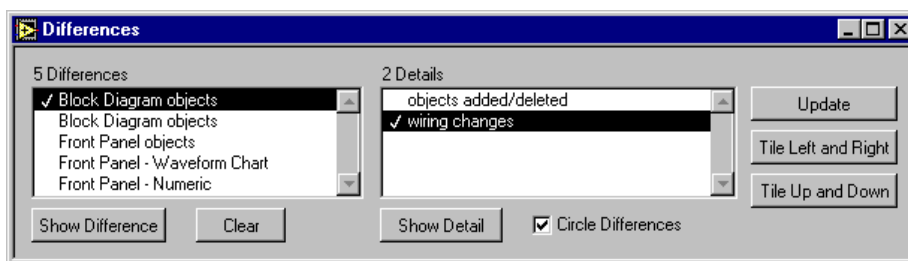 Differences
5 Differences
✓ Block Diagram objects
Block Diagram objects
Front Panel objects
Front Panel - Waveform Chart
Front Panel - Numeric
Show Difference
Clear
2 Details
objects added/deleted
✓ wiring changes
Show Detail
Circle Differences
Update
Tile Left and Right
Tile Up and Down